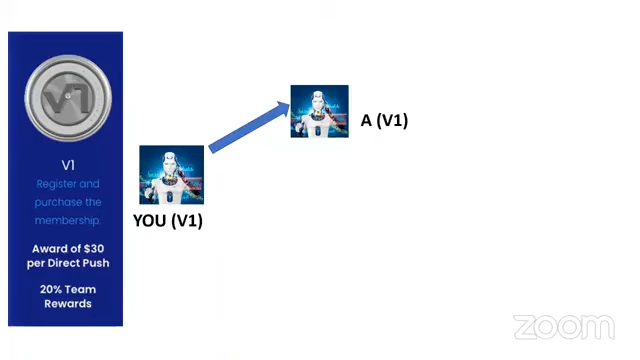 V1
V1
Register and
purchase the
membership.
Award of $30
per Direct Push
20% Team
Rewards
YOU (V1)
A (V1)
zoom